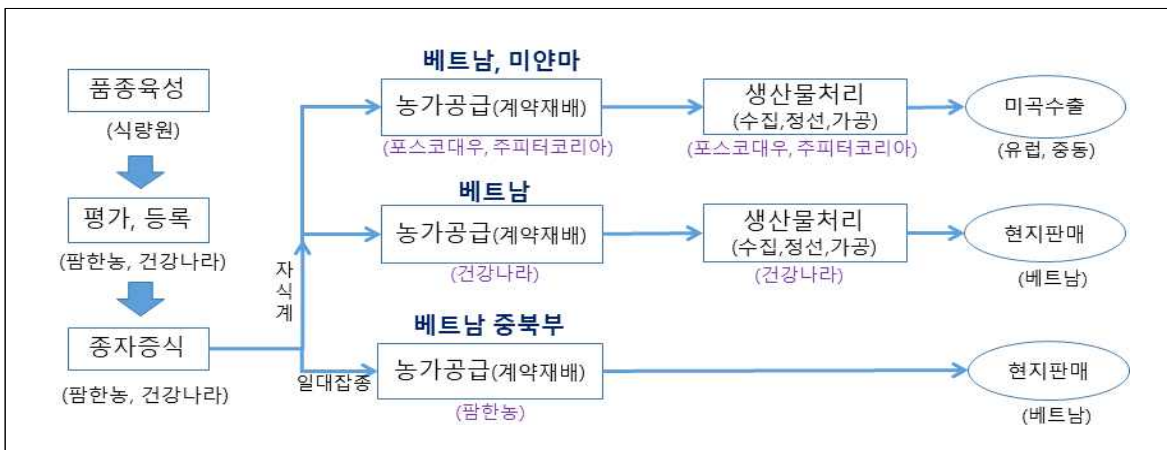 품종육성
(식량원)
평가, 등록
(팜한농, 건강나라)
종자증식
(팜한농, 건강나라)
자
식
계
일대잡종
베트남, 미얀마
농가공급(계약재배)
(포스코대우, 주피터코리아)
생산물처리
(수집,정선,가공)
(포스코대우, 주피터코리아)
미곡수출
(유럽, 중동)
베트남
농가공급(계약재배)
(건강나라)
생산물처리
(수집,정선,가공)
(건강나라)
현지판매
(베트남)
베트남 중북부
농가공급(계약재배)
(팜한농)
현지판매
(베트남)